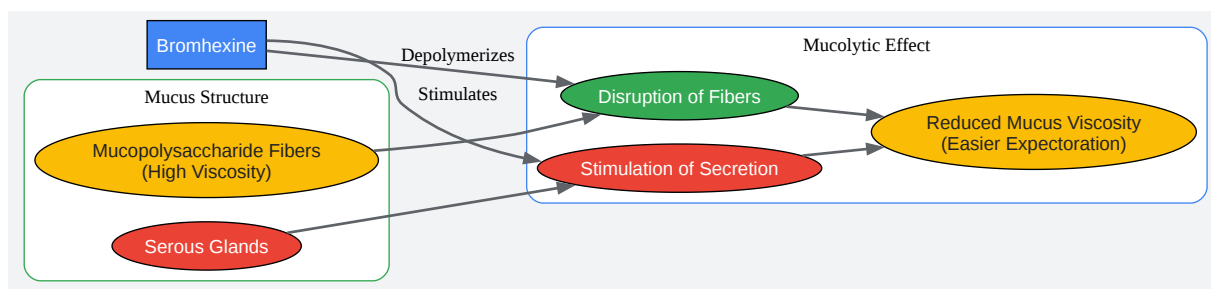 Bromhexine
Depolymerizes
Stimulates
Mucus Structure
Mucopolysaccharide Fibers
(High Viscosity)
Serous Glands
Mucolytic Effect
Disruption of Fibers
Stimulation of Secretion
Reduced Mucus Viscosity
(Easier Expectoration)